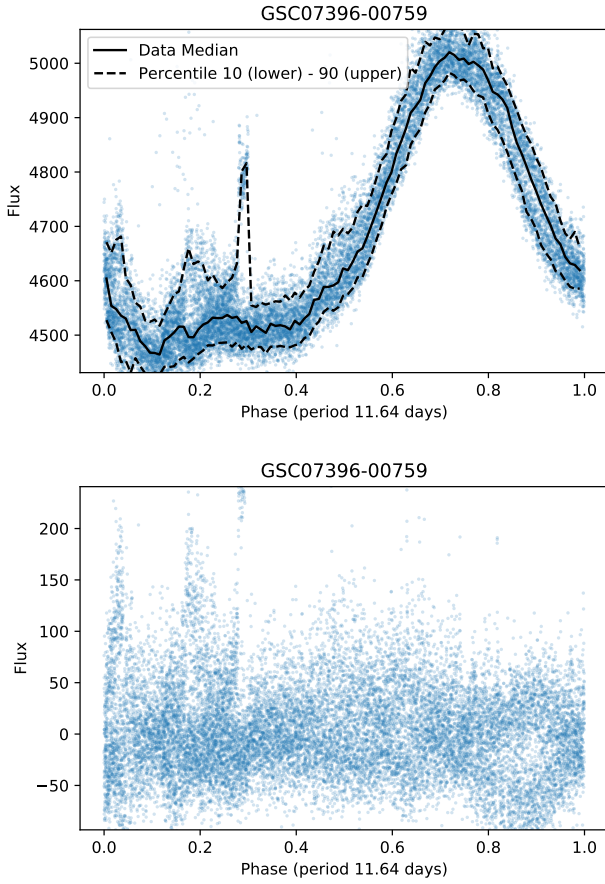 GSC07396-00759
Data Median
Percentile 10 (lower) - 90 (upper)
5000
4900
4800
4700
4600
4500
Flux
0.0 0.2 0.4 0.6 0.8 1.0
Phase (period 11.64 days)
GSC07396-00759
200
150
100
50
0
−50
Flux
0.0 0.2 0.4 0.6 0.8 1.0
Phase (period 11.64 days)